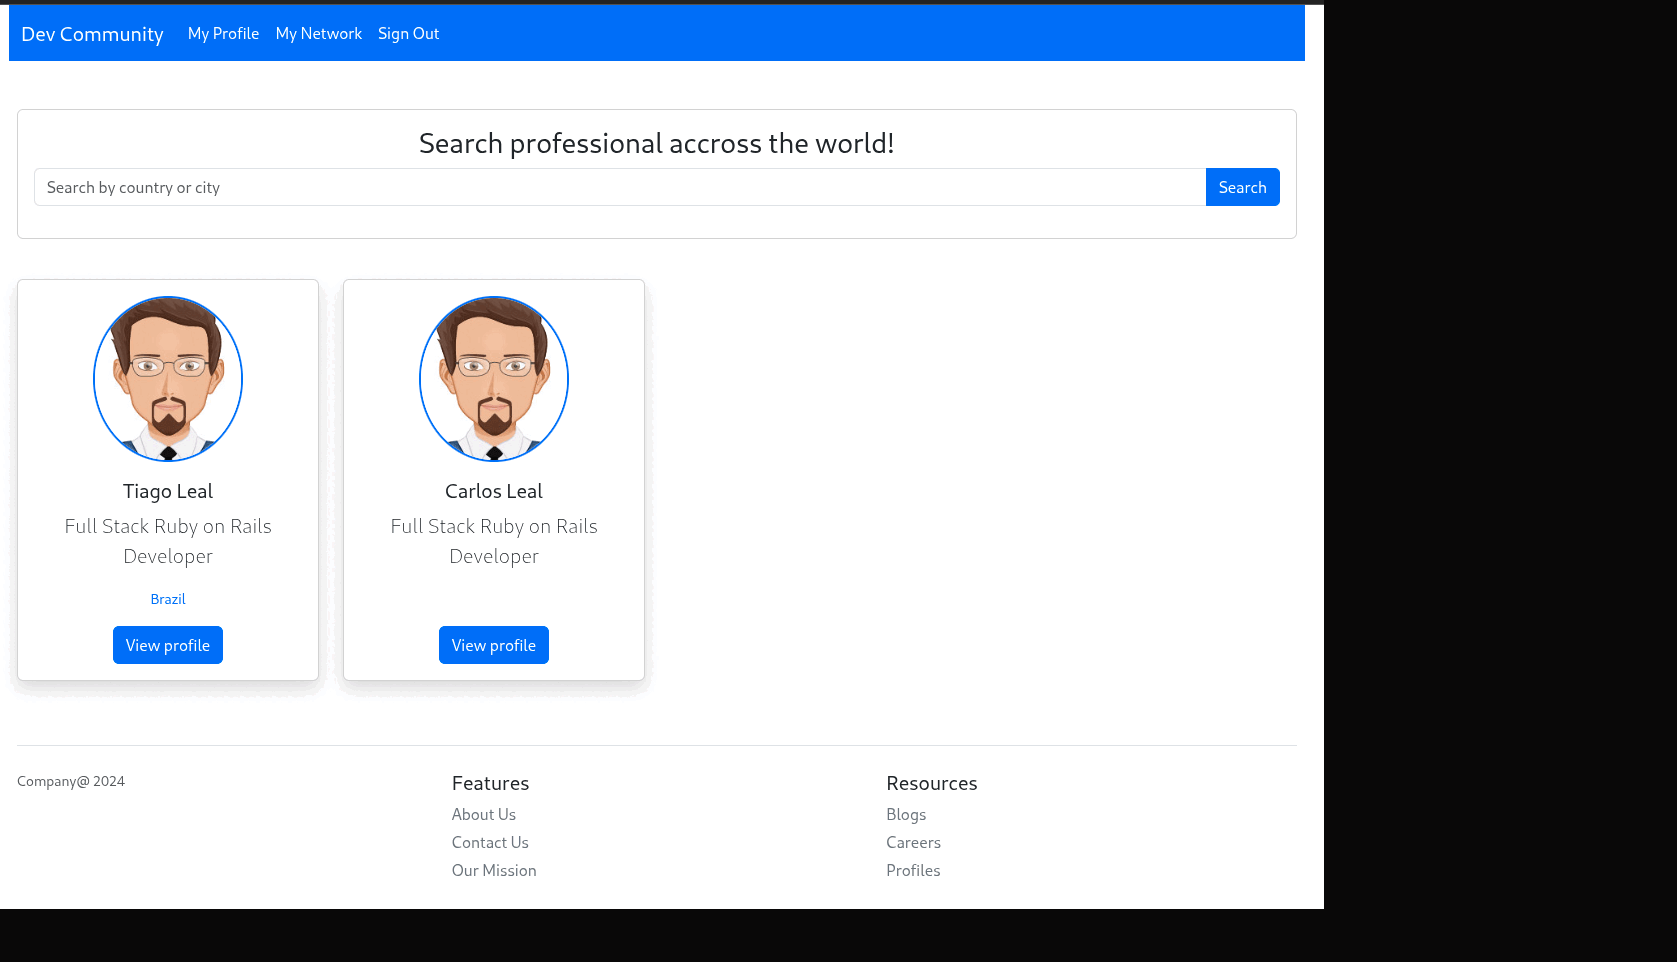 Dev Community My Profile My Network Sign Out
Search professional accross the world!
Search by country or city Search
Tiago Leal
Full Stack Ruby on Rails
Developer
Brazil
View profile
Carlos Leal
Full Stack Ruby on Rails
Developer
View profile
Company@ 2024
Features
About Us
Contact Us
Our Mission
Resources
Blogs
Careers
Profiles